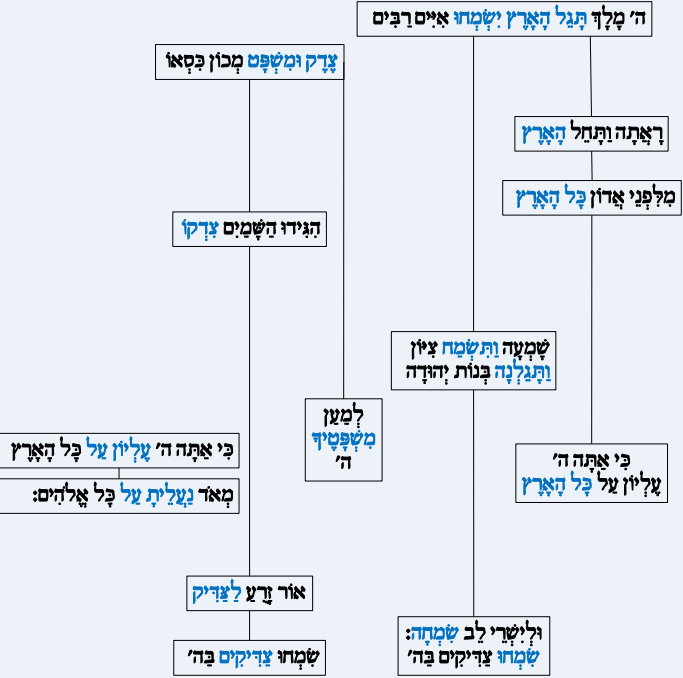 ה' מָלָךְ תָּגֵל הָאָרֶץ יִשְׂמְחוּ אִיִּים רַבִּים
צֶדֶק וּמִשְׁפָּט מְכוֹן כִּסְאוֹ
רָאֲתָה וַתָּחֵל הָאָרֶץ
מִלִּפְנֵי אֲדוֹן כָּל הָאָרֶץ
הִגִּידוּ הַשָּׁמַיִם צִדְקוֹ
שָׁמְעָה וַתִּשְׂמַח צִיּוֹן
וַתָּגֵלְנָה בְּנוֹת יְהוּדָה
לְמַעַן
מִשְׁפָּטֶיךָ
ה'
כִּי אַתָּה ה'
עֶלְיוֹן עַל כָּל הָאָרֶץ
כִּי אַתָּה ה' עֶלְיוֹן עַל כָּל הָאָרֶץ
מְאֹד נַעֲלֵיתָ עַל כָּל אֱלֹהִים:
אוֹר זָרֻעַ לַצַּדִּיק
וּלְיִשְׁרֵי לֵב שִׂמְחָה:
שִׂמְחוּ צַדִּיקִים בַּה'
שִׂמְחוּ צַדִּיקִים בַּה'